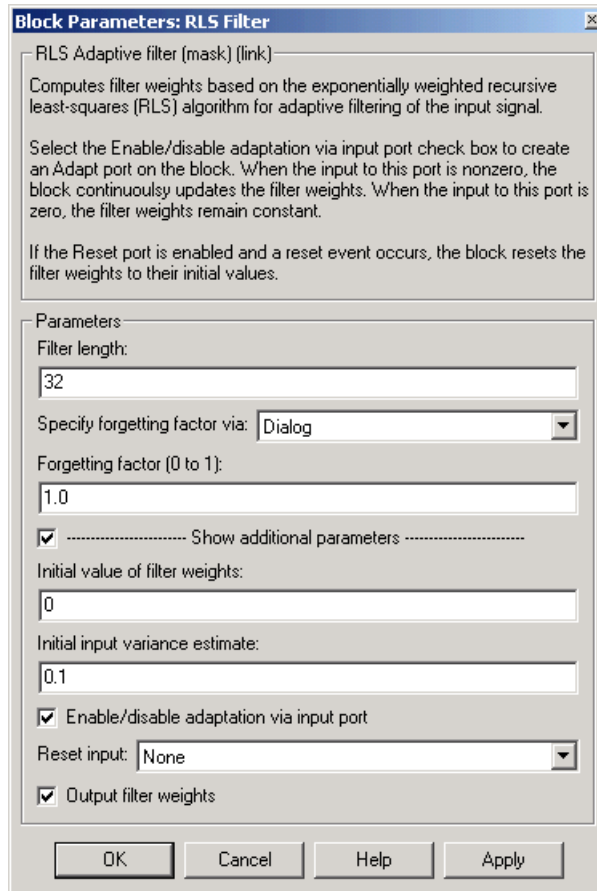 Block Parameters: RLS Filter
RLS Adaptive filter (mask) (link)
Computes filter weights based on the exponentially weighted recursive
least-squares (RLS) algorithm for adaptive filtering of the input signal.
Select the Enable/disable adaptation via input port check box to create
an Adapt port on the block. When the input to this port is nonzero, the
block continuoulsy updates the filter weights. When the input to this port is
zero, the filter weights remain constant.
If the Reset port is enabled and a reset event occurs, the block resets the
filter weights to their initial values.
Parameters
Filter length:
32
Specify forgetting factor via: Dialog
Forgetting factor (0 to 1):
1.0
------------------------ Show additional parameters ------------------------
Initial value of filter weights:
0
Initial input variance estimate:
0.1
Enable/disable adaptation via input port
Reset input: None
Output filter weights
OK Cancel Help Apply